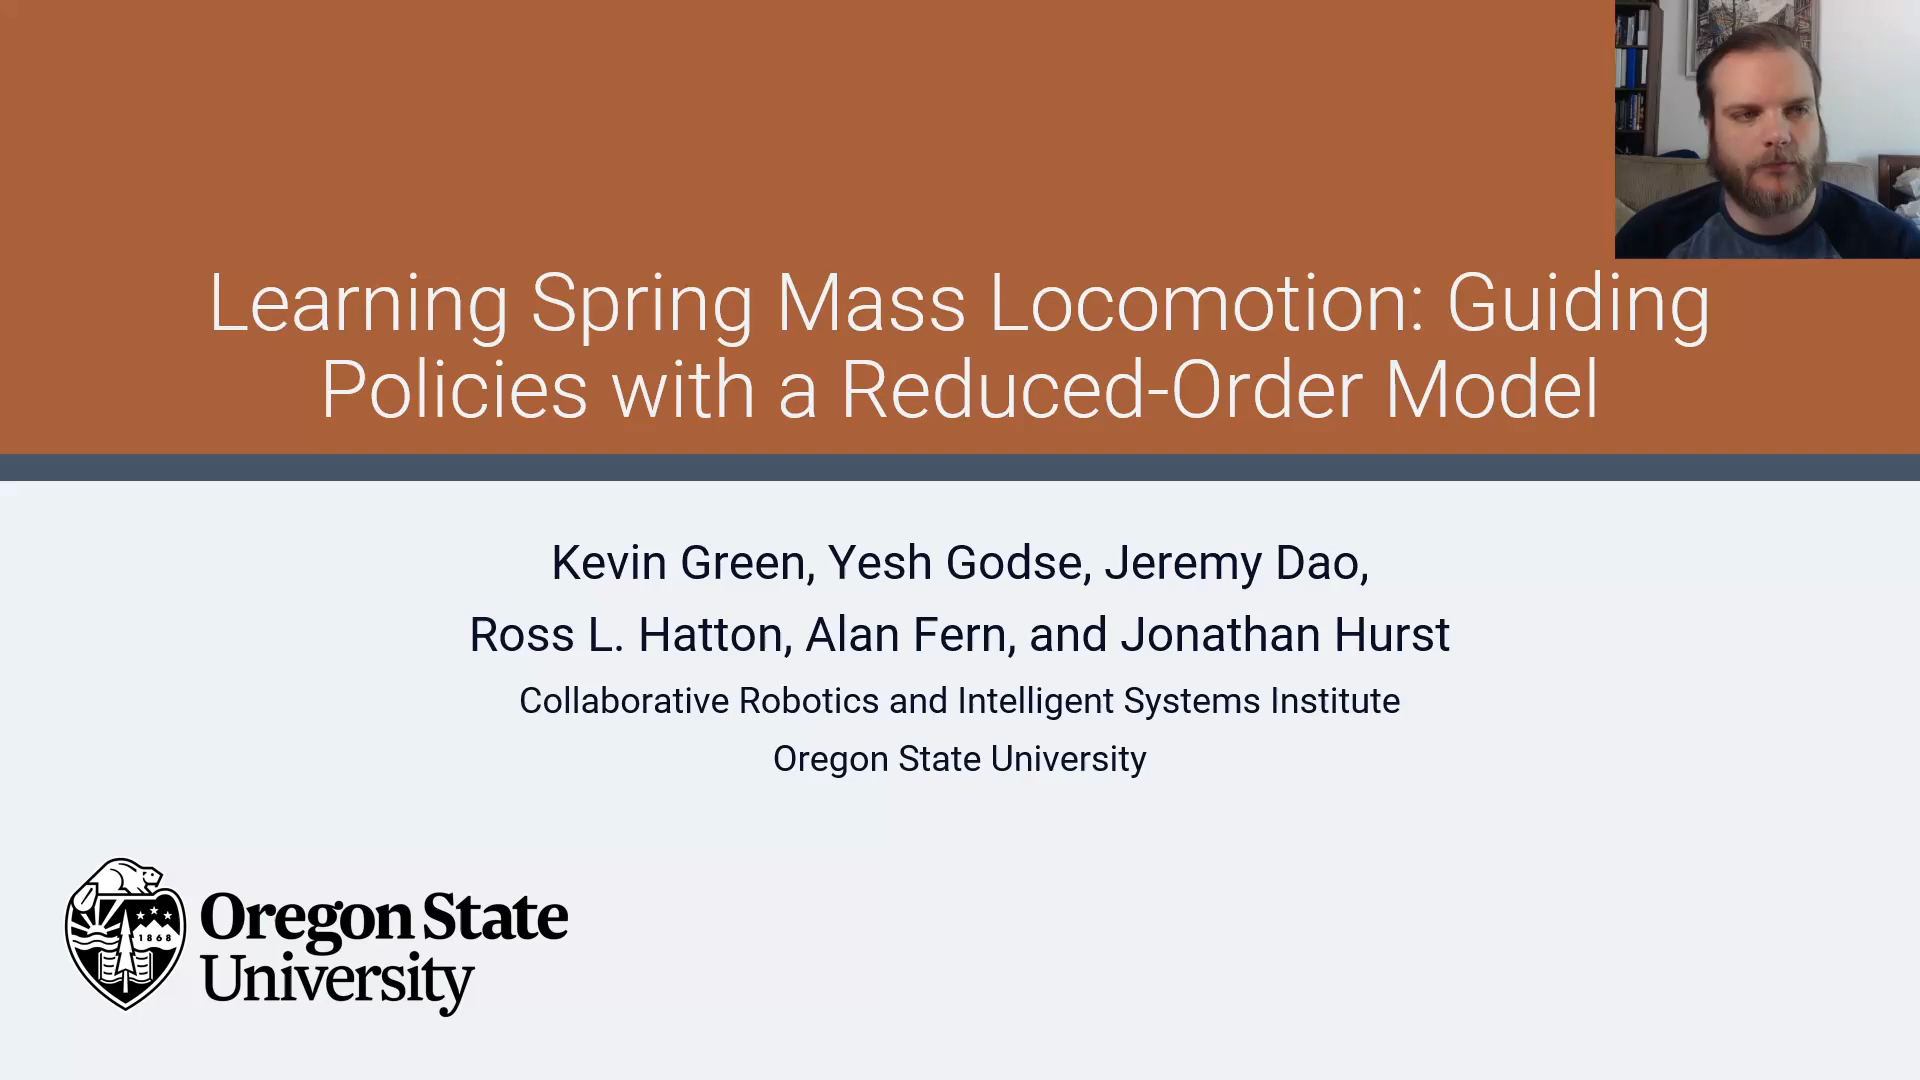 Learning Spring Mass Locomotion: Guiding
Policies with a Reduced-Order Model
Kevin Green, Yesh Godse, Jeremy Dao,
Ross L. Hatton, Alan Fern, and Jonathan Hurst
Collaborative Robotics and Intelligent Systems Institute
Oregon State University
1868
Oregon State
University